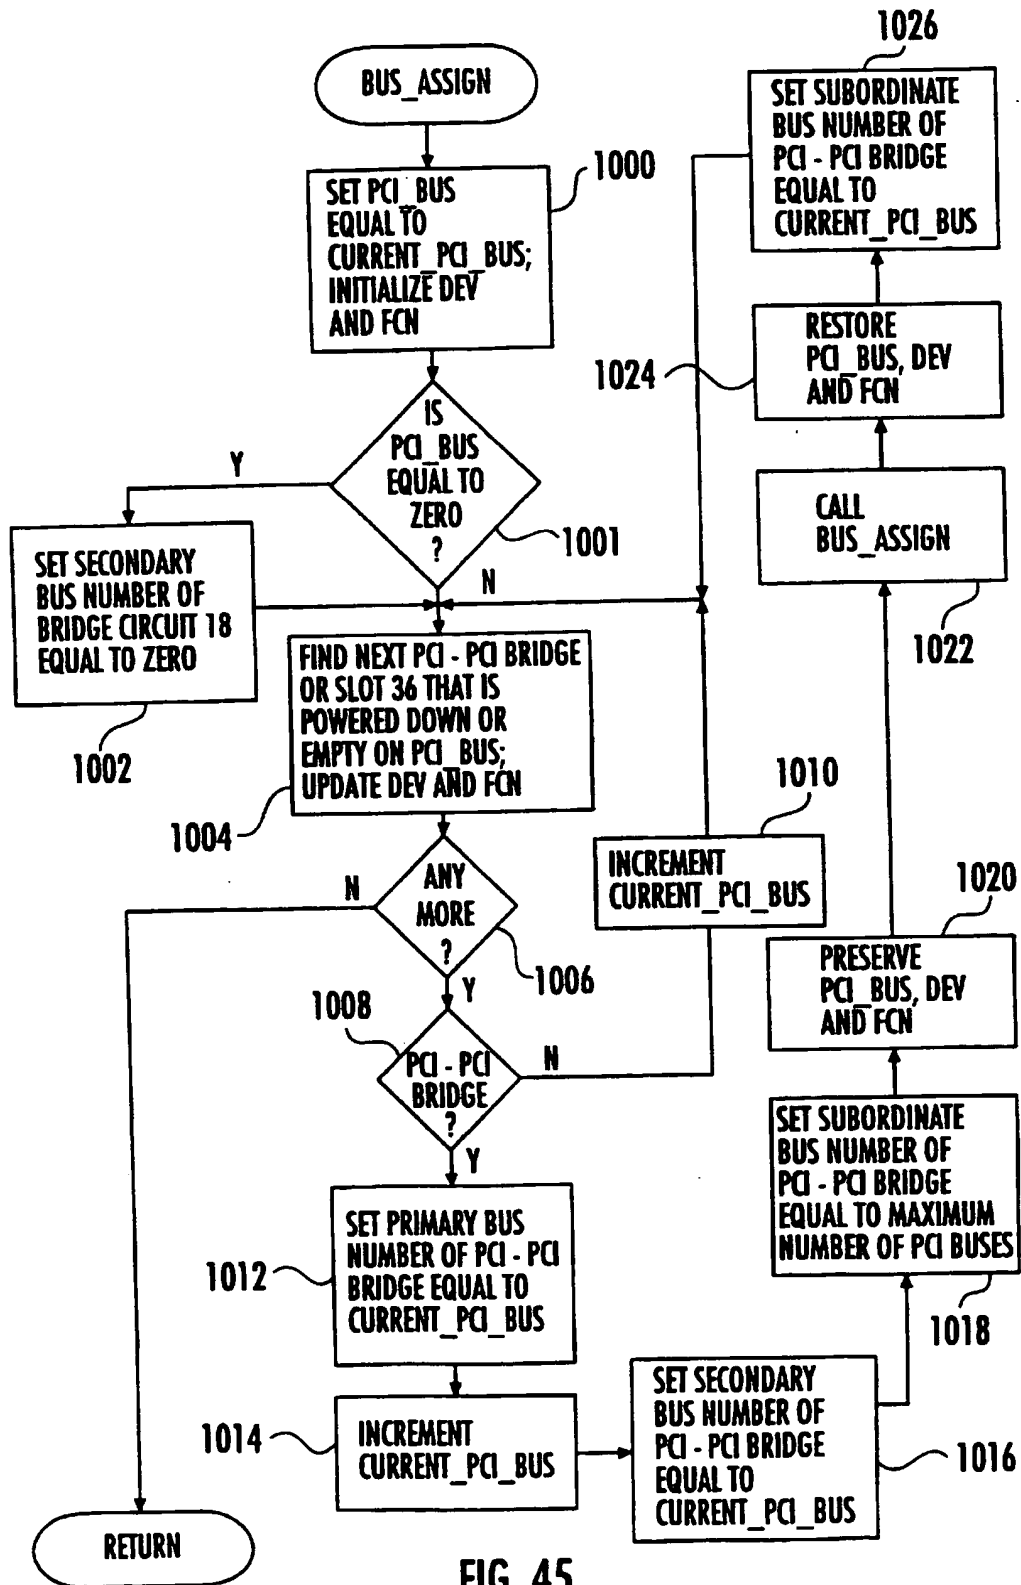 BUS_ASSIGN
1000
SET PCI_BUS
EQUAL TO
CURRENT_PCI_BUS;
INITIALIZE DEV
AND FCN
IS
PCI_BUS
EQUAL TO
ZERO
?
Y
N
1001
SET SECONDARY
BUS NUMBER OF
BRIDGE CIRCUIT 18
EQUAL TO ZERO
1002
FIND NEXT PCI - PCI BRIDGE
OR SLOT 36 THAT IS
POWERED DOWN OR
EMPTY ON PCI_BUS;
UPDATE DEV AND FCN
1004
ANY
MORE
?
N
Y
1006
1008
PCI - PCI
BRIDGE
?
N
Y
1010
INCREMENT
CURRENT_PCI_BUS
1012
SET PRIMARY BUS
NUMBER OF PCI - PCI
BRIDGE EQUAL TO
CURRENT_PCI_BUS
1014
INCREMENT
CURRENT_PCI_BUS
SET SECONDARY
BUS NUMBER OF
PCI - PCI BRIDGE
EQUAL TO
CURRENT_PCI_BUS
1016
SET SUBORDINATE
BUS NUMBER OF
PCI - PCI BRIDGE
EQUAL TO MAXIMUM
NUMBER OF PCI BUSES
1018
1020
PRESERVE
PCI_BUS, DEV
AND FCN
CALL
BUS_ASSIGN
1022
RESTORE
PCI_BUS, DEV
AND FCN
1024
1026
SET SUBORDINATE
BUS NUMBER OF
PCI - PCI BRIDGE
EQUAL TO
CURRENT_PCI_BUS
RETURN
FIG. 45